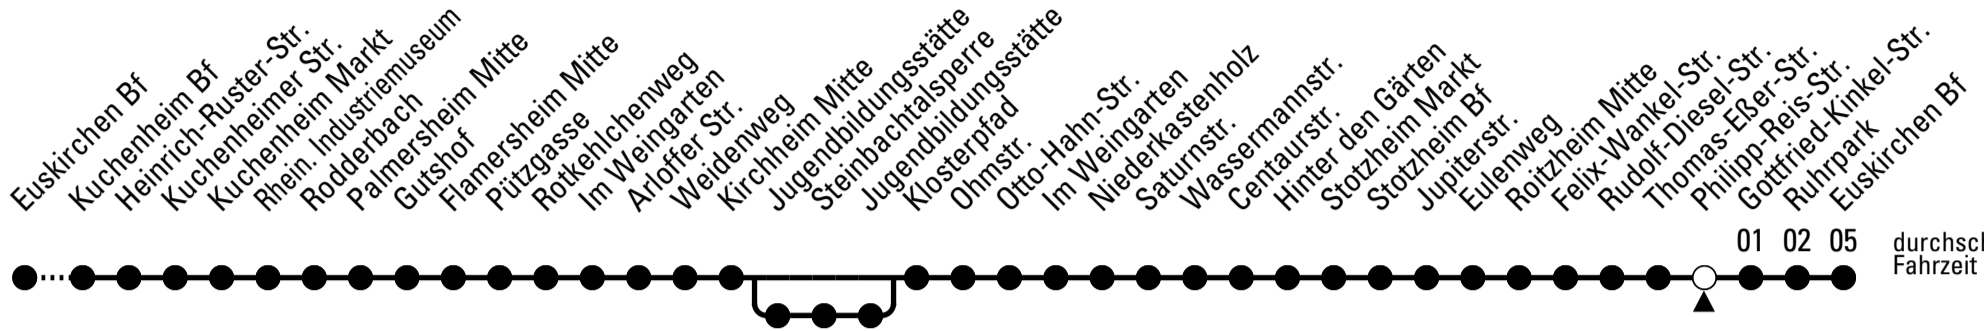 Euskirchen Bf
Kuchenheim Bf
Heinrich-Ruster-Str.
Kuchenheimer Str.
Kuchenheim Markt
Rhein. Industriemuseum
Rodderbach
Palmersheim Mitte
Gutshof
Flamersheim Mitte
Pützgasse
Rotkehlchenweg
Im Weingarten
Arloffer Str.
Weidenweg
Kirchheim Mitte
Jugendbildungsstätte
Steinbachtalsperre
Jugendbildungsstätte
Klosterpfad
Ohmstr.
Otto-Hahn-Str.
Im Weingarten
Niederkastenholz
Saturnstr.
Wassermannstr.
Centaurstr.
Hinter den Gärten
Stotzheim Markt
Stotzheim Bf
Jupiterstr.
Eulenweg
Roitzheim Mitte
Felix-Wankel-Str.
Rudolf-Diesel-Str.
Thomas-Eßer-Str.
Philipp-Reis-Str.
Gottfried-Kinkel-Str.
Ruhrpark
Euskirchen Bf
01 02 05
durchscl
Fahrzeit